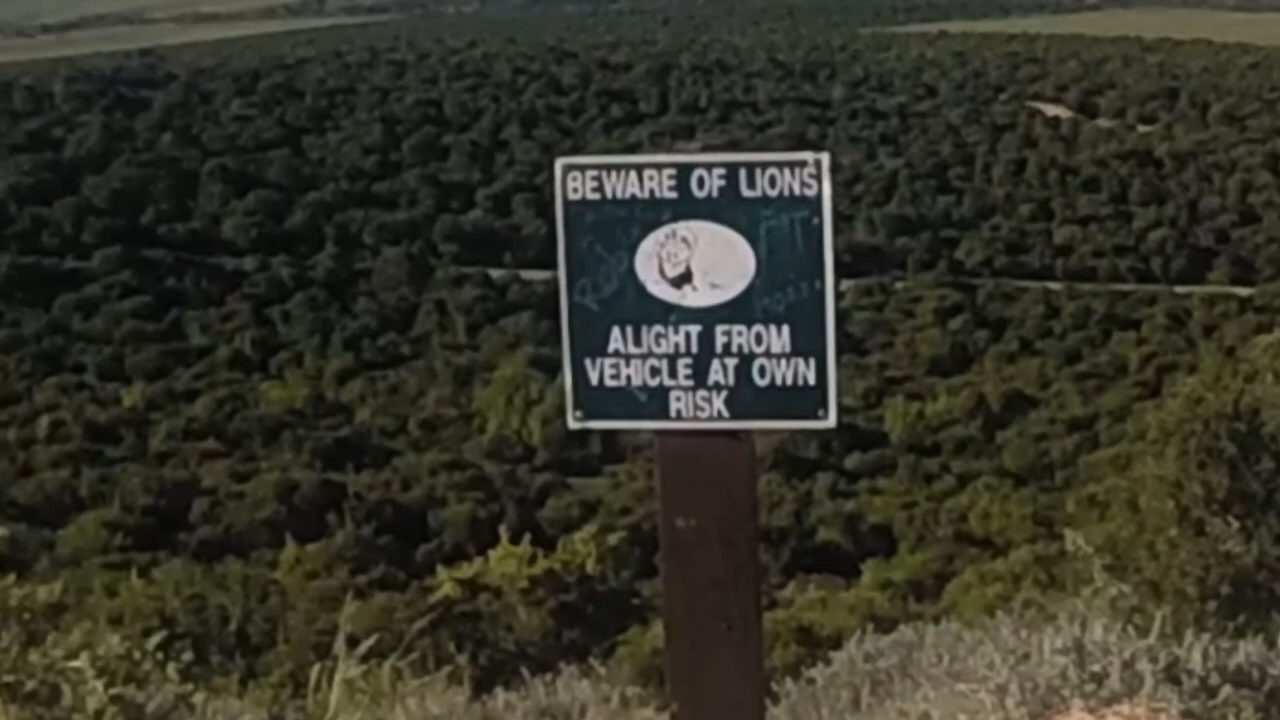 BEWARE OF LIONS
ALIGHT FROM
VEHICLE AT OWN
RISK